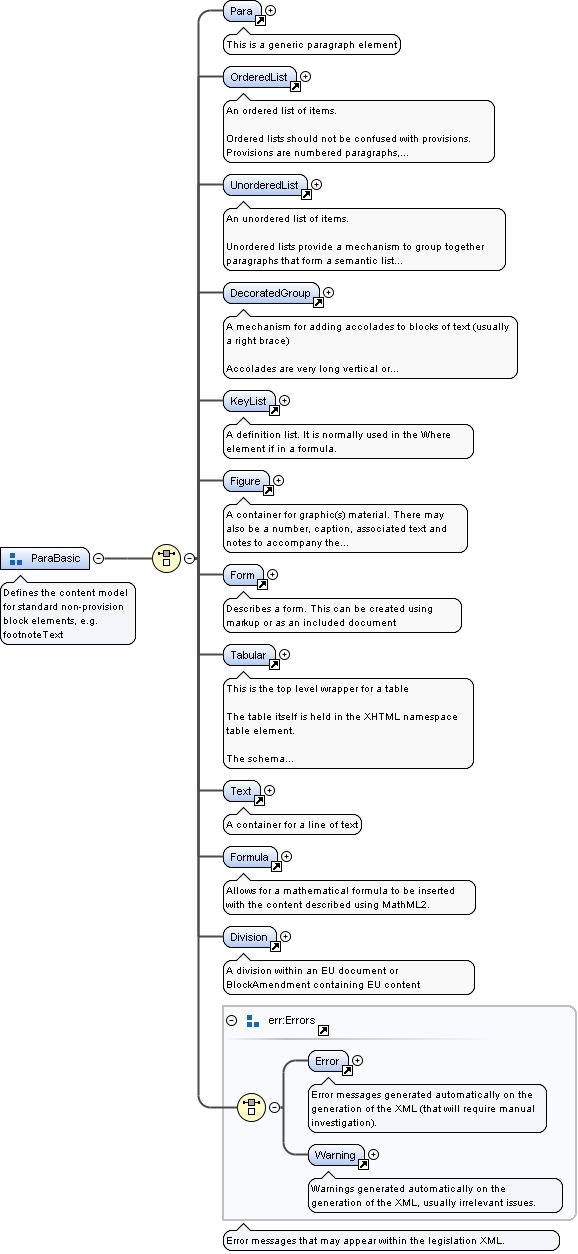 Para
This is a generic paragraph element
OrderedList
An ordered list of items.
Ordered lists should not be confused with provisions.
Provisions are numbered paragraphs,...
UnorderedList
An unordered list of items.
Unordered lists provide a mechanism to group together
paragraphs that form a semantic list...
DecoratedGroup
A mechanism for adding accolades to blocks of text (usually
a right brace)
Accolades are very long vertical or...
KeyList
A definition list. It is normally used in the Where
element if in a formula.
Figure
A container for graphic(s) material. There may
also be a number, caption, associated text and
notes to accompany the...
ParaBasic
Defines the content model
for standard non-provision
block elements, e.g.
footnoteText
Form
Describes a form. This can be created using
markup or as an included document
Tabular
This is the top level wrapper for a table
The table itself is held in the XHTML namespace
table element.
The schema...
Text
A container for a line of text
Formula
Allows for a mathematical formula to be inserted
with the content described using MathML2.
Division
A division within an EU document or
BlockAmendment containing EU content
err:Errors
Error
Error messages generated automatically on the
generation of the XML (that will require manual
investigation).
Warning
Warnings generated automatically on the
generation of the XML, usually irrelevant issues.
Error messages that may appear within the legislation XML.